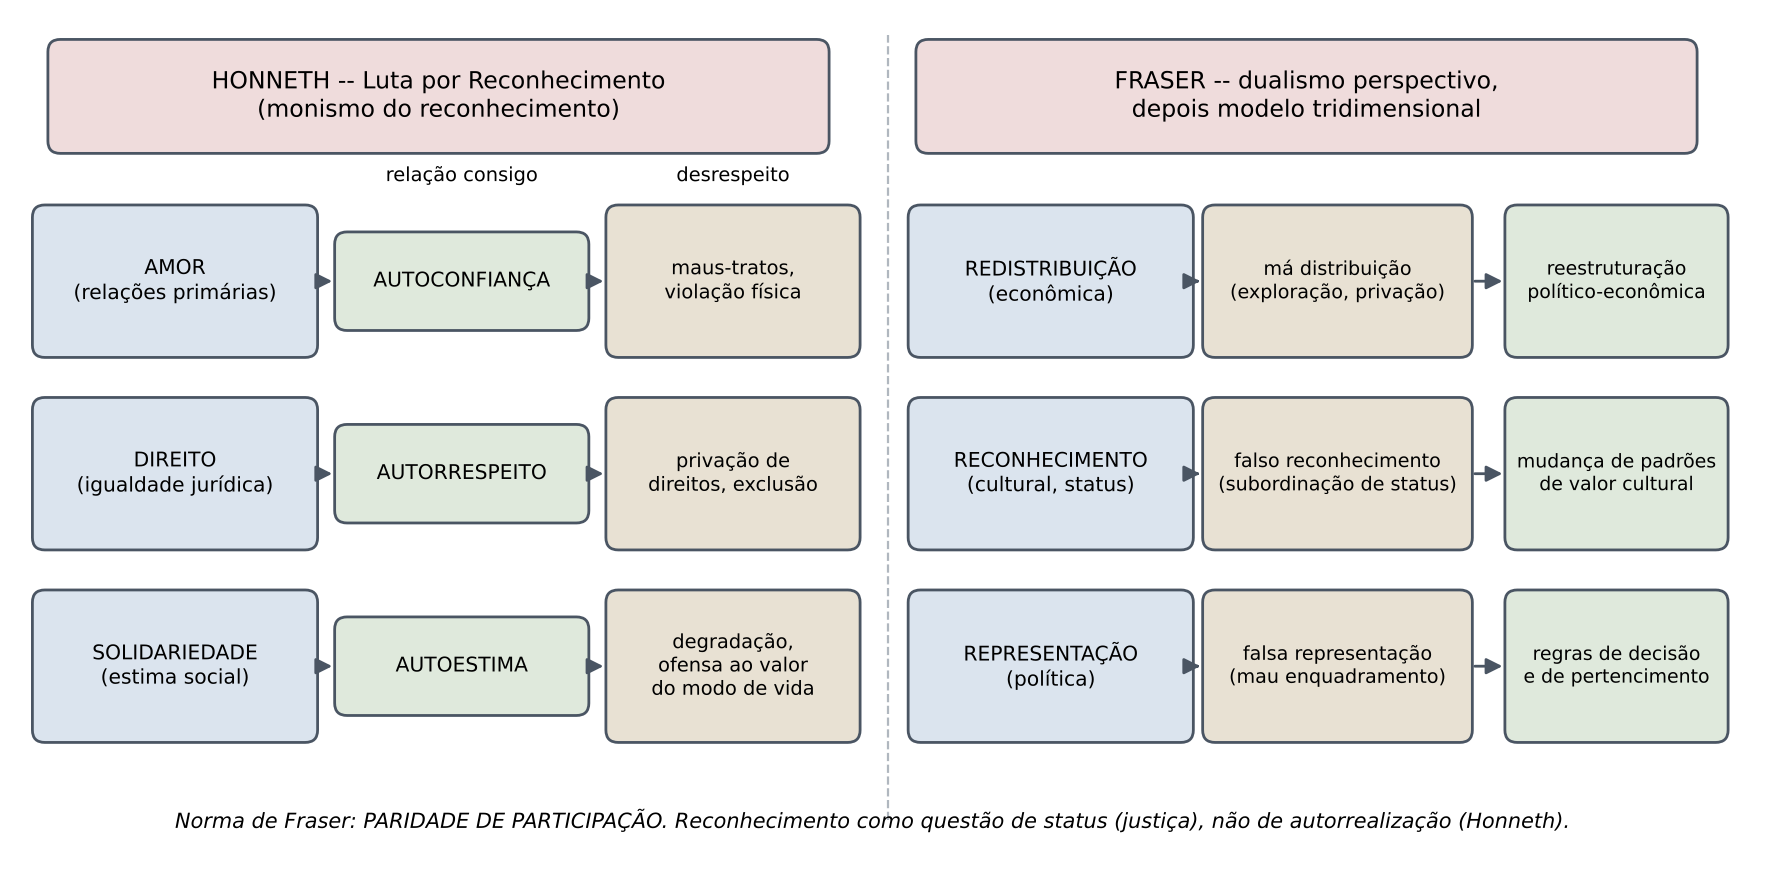 HONNETH -- Luta por Reconhecimento
(monismo do reconhecimento)
relação consigo
desrespeito
AMOR
(relações primárias)
AUTOCONFIANÇA
maus-tratos,
violação física
DIREITO
(igualdade jurídica)
AUTORRESPEITO
privação de
direitos, exclusão
SOLIDARIEDADE
(estima social)
AUTOESTIMA
degradação,
ofensa ao valor
do modo de vida
FRASER -- dualismo perspectivo,
depois modelo tridimensional
REDISTRIBUIÇÃO
(econômica)
má distribuição
(exploração, privação)
reestruturação
político-econômica
RECONHECIMENTO
(cultural, status)
falso reconhecimento
(subordinação de status)
mudança de padrões
de valor cultural
REPRESENTAÇÃO
(política)
falsa representação
(mau enquadramento)
regras de decisão
e de pertencimento
Norma de Fraser: PARIDADE DE PARTICIPAÇÃO. Reconhecimento como questão de status (justiça), não de autorrealização (Honneth).